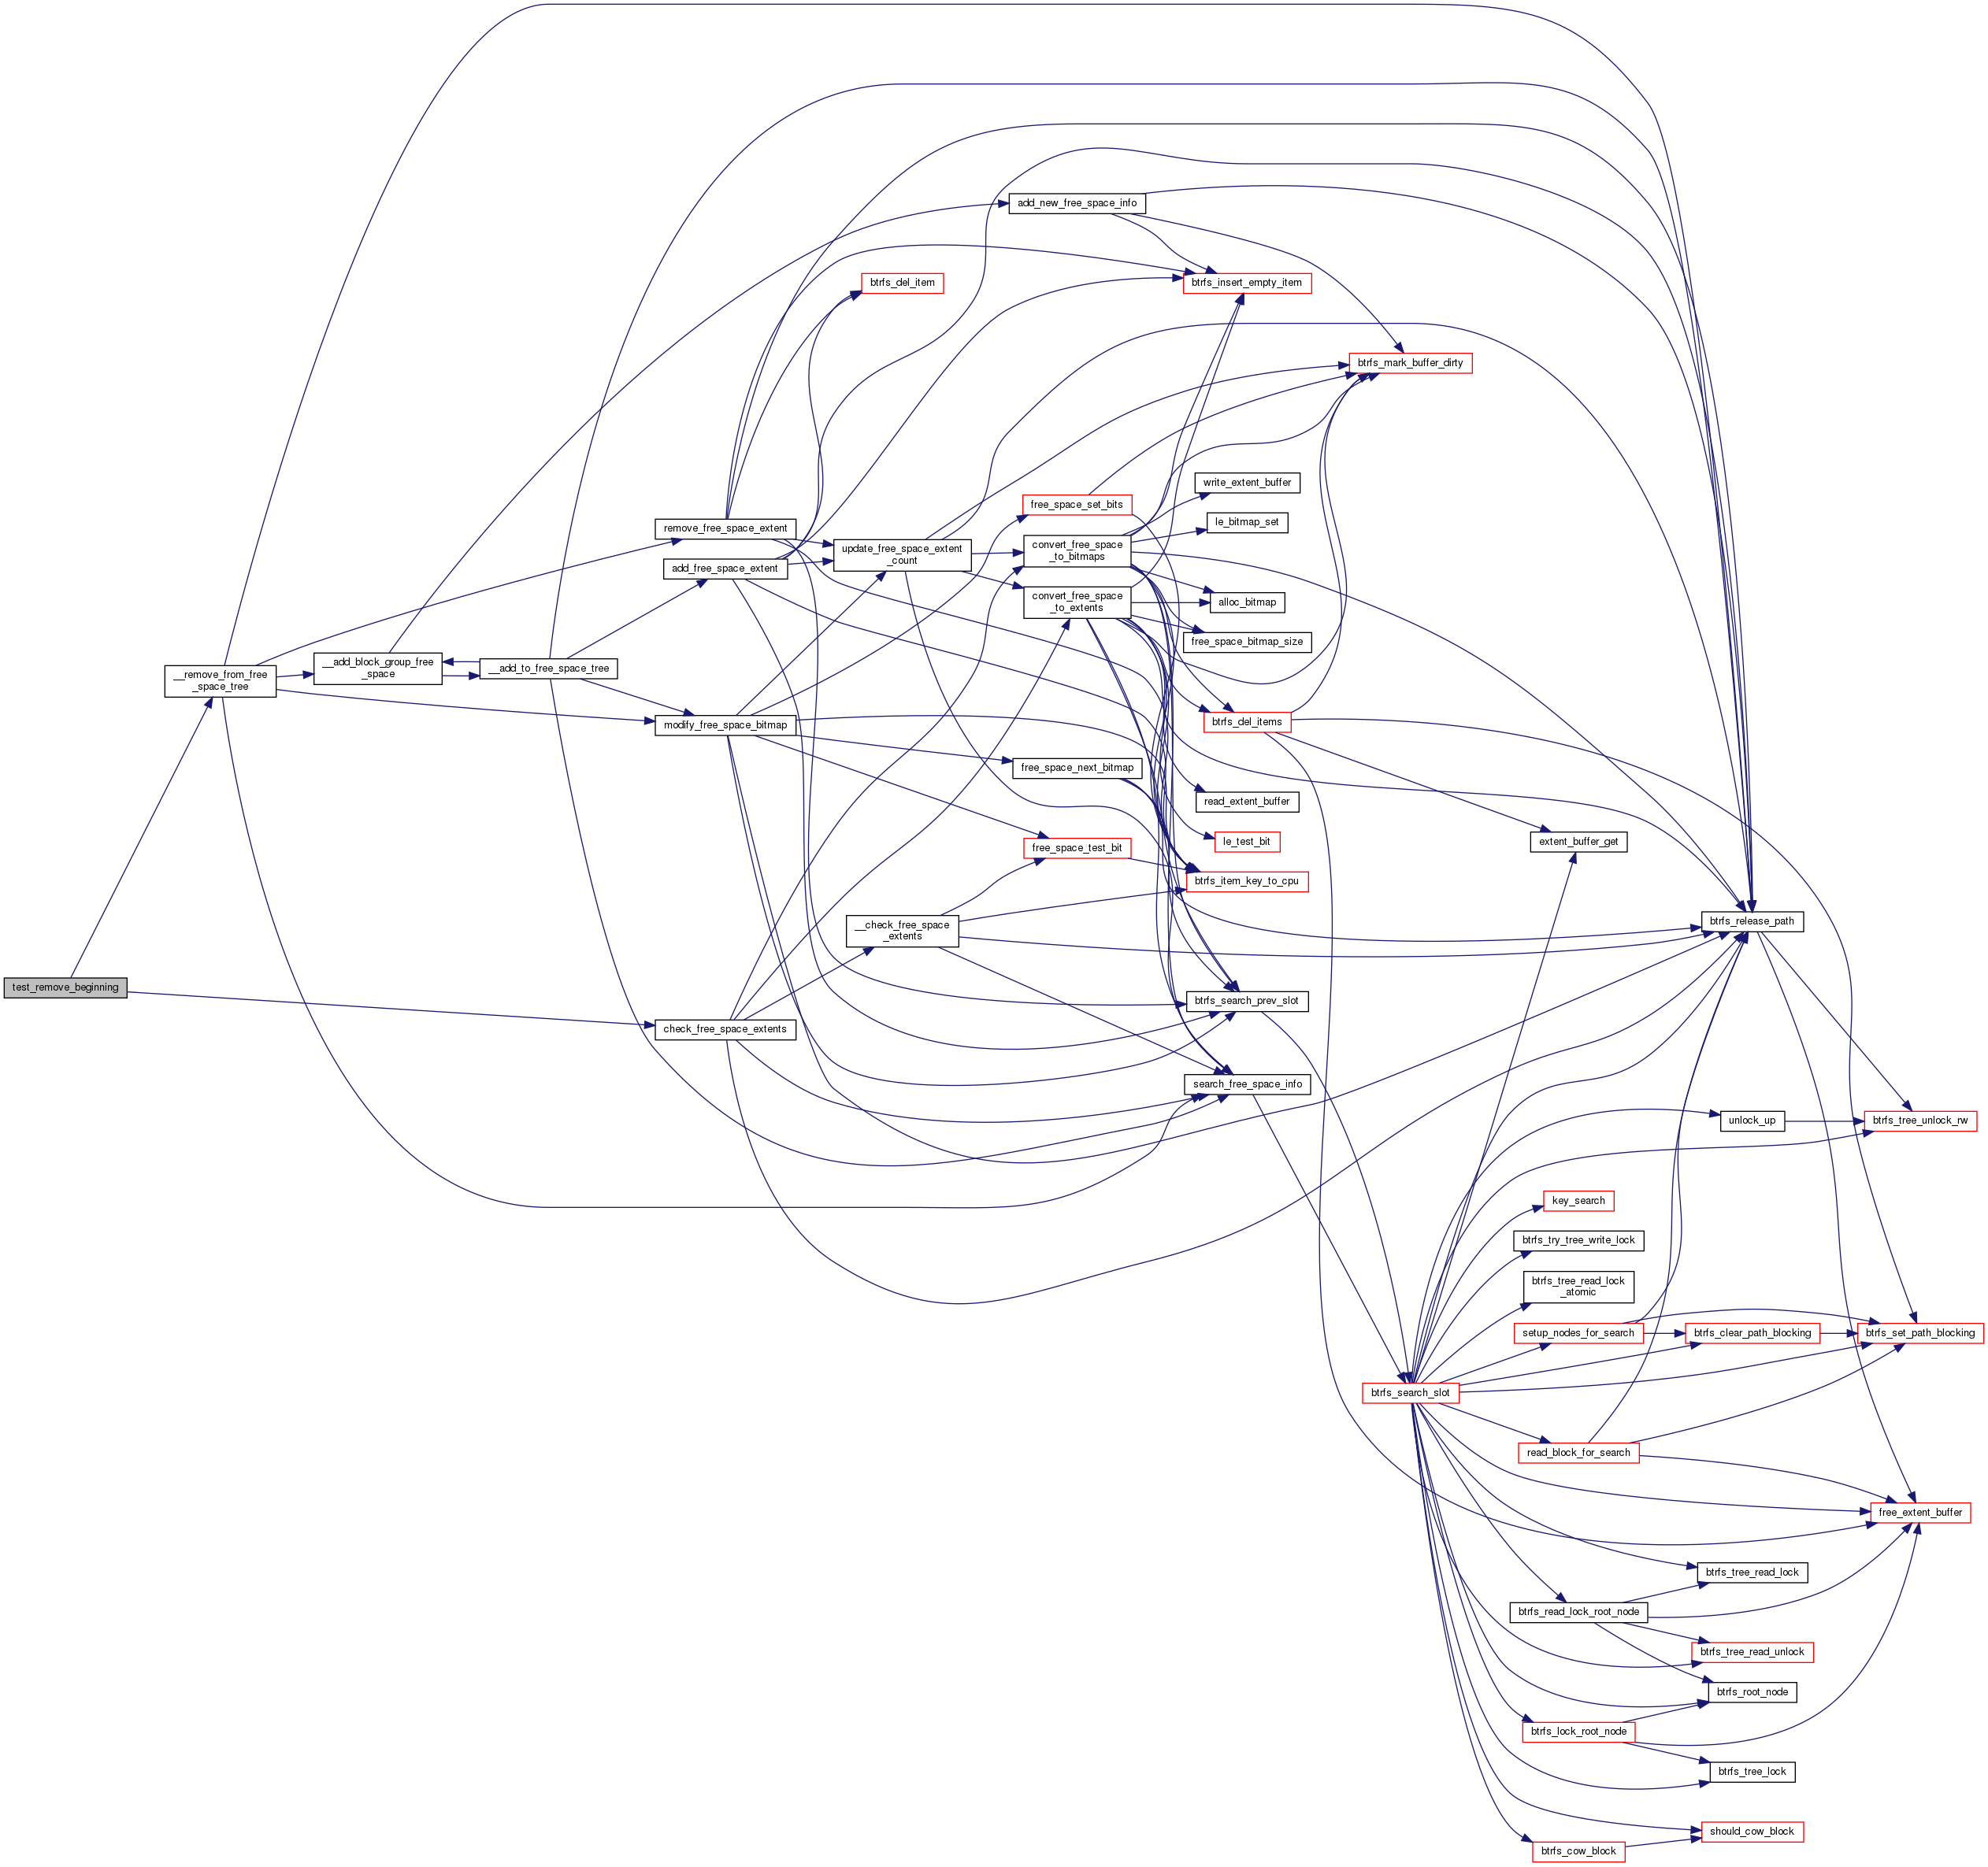 add_new_free_space_info
btrfs_del_item
btrfs_insert_empty_item
btrfs_mark_buffer_dirty
write_extent_buffer
free_space_set_bits
le_bitmap_set
remove_free_space_extent
update_free_space_extent
_count
convert_free_space
_to_bitmaps
add_free_space_extent
convert_free_space
_to_extents
alloc_bitmap
free_space_bitmap_size
__remove_from_free
_space_tree
__add_block_group_free
_space
__add_to_free_space_tree
modify_free_space_bitmap
btrfs_del_items
free_space_next_bitmap
read_extent_buffer
free_space_test_bit
le_test_bit
extent_buffer_get
btrfs_item_key_to_cpu
__check_free_space
_extents
btrfs_release_path
test_remove_beginning
btrfs_search_prev_slot
check_free_space_extents
search_free_space_info
unlock_up
btrfs_tree_unlock_rw
key_search
btrfs_try_tree_write_lock
btrfs_tree_read_lock
_atomic
setup_nodes_for_search
btrfs_clear_path_blocking
btrfs_set_path_blocking
btrfs_search_slot
read_block_for_search
free_extent_buffer
btrfs_tree_read_lock
btrfs_read_lock_root_node
btrfs_tree_read_unlock
btrfs_root_node
btrfs_lock_root_node
btrfs_tree_lock
should_cow_block
btrfs_cow_block